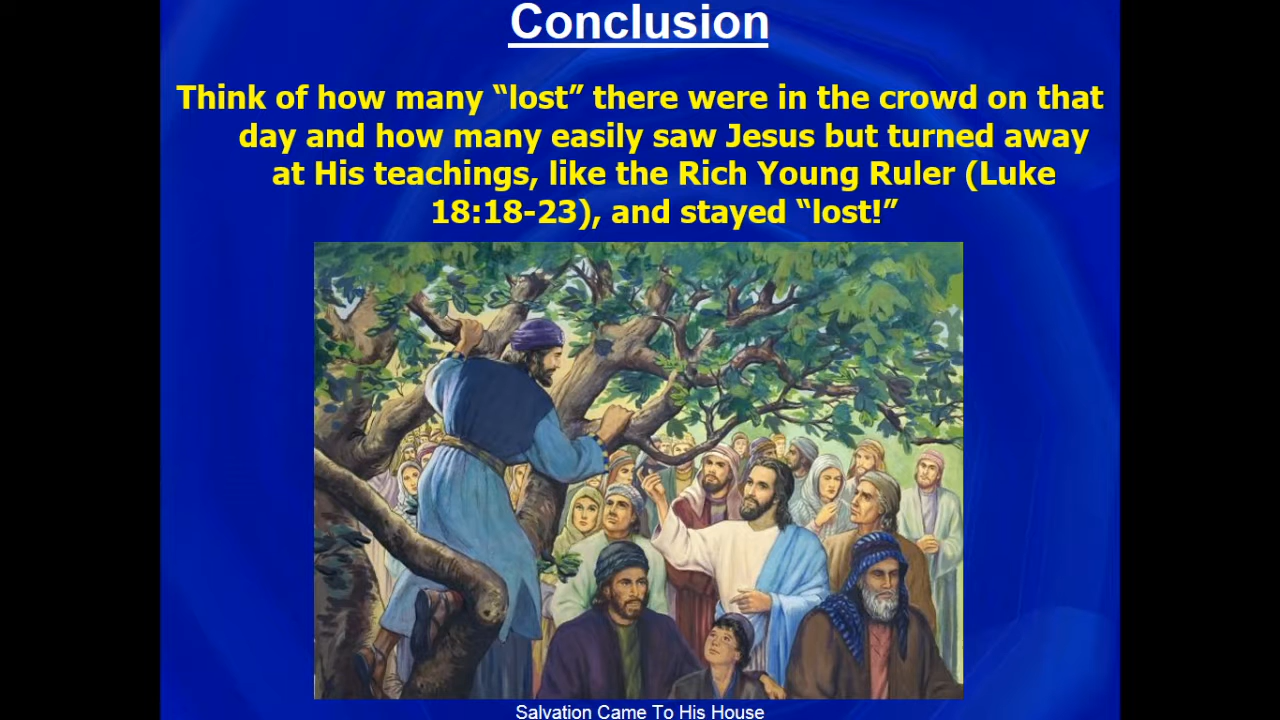 Conclusion
Think of how many “lost” there were in the crowd on that
day and how many easily saw Jesus but turned away
at His teachings, like the Rich Young Ruler (Luke
18:18-23), and stayed “lost!”
Salvation Came To His House